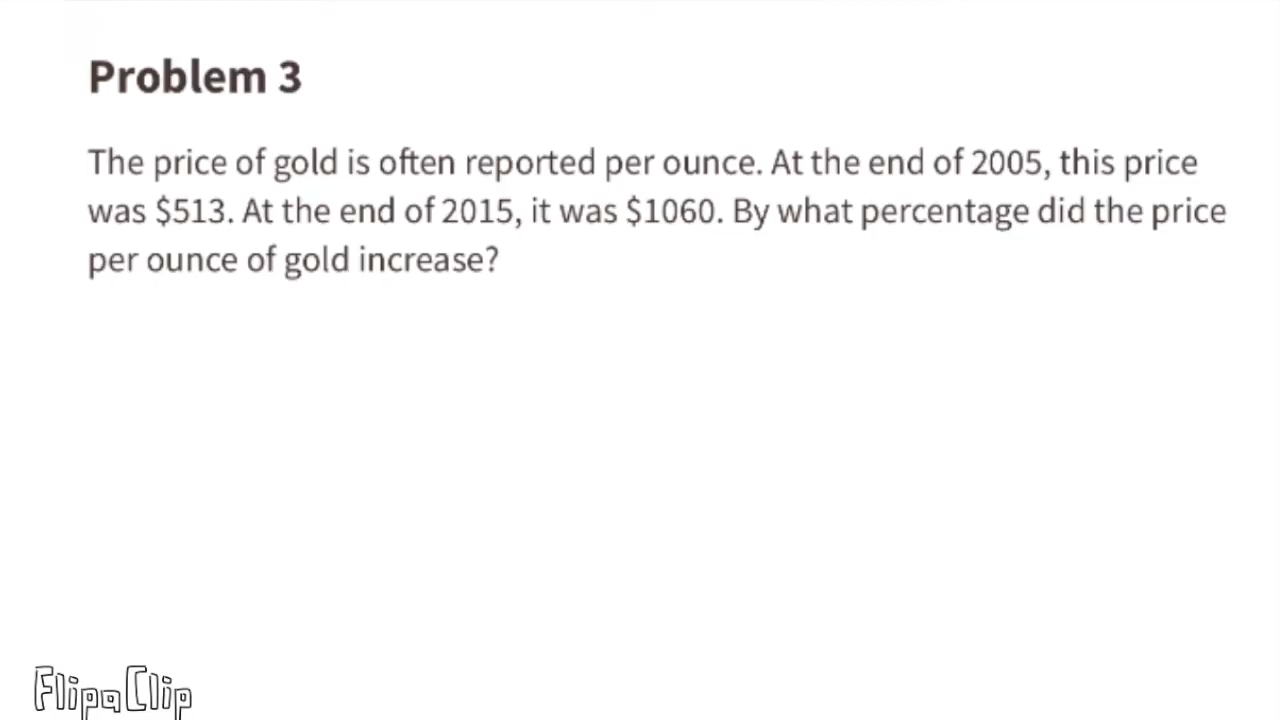 Problem 3
The price of gold is often reported per ounce. At the end of 2005, this price
was $513. At the end of 2015, it was $1060. By what percentage did the price
per ounce of gold increase?
FlipaClip